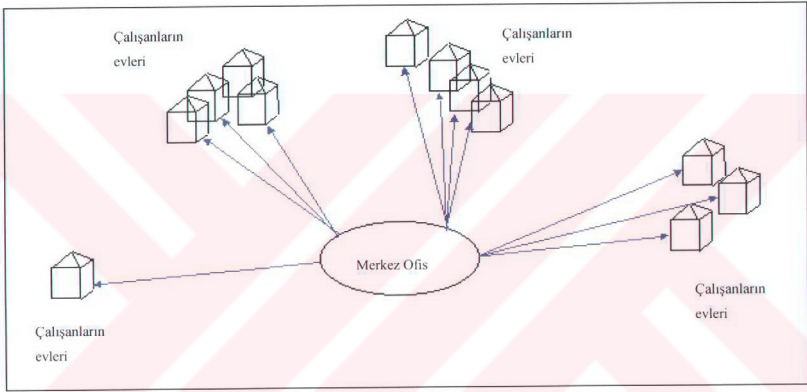 Çalışanların
evleri
Çalışanların
evleri
Merkez Ofis
Çalışanların
evleri
Çalışanların
evleri